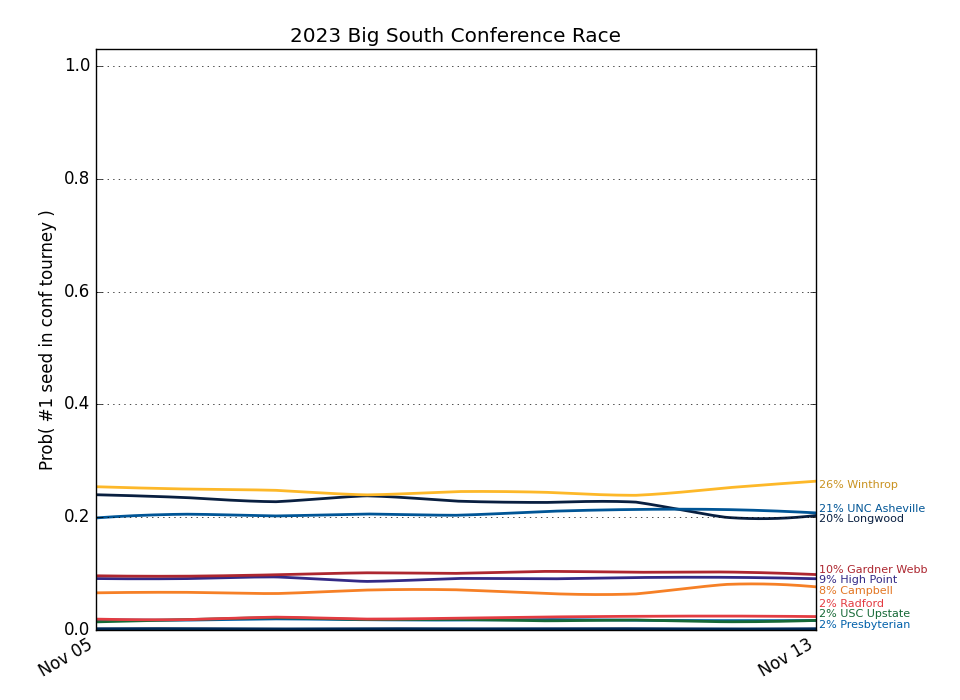 2023 Big South Conference Race
Prob( #1 seed in conf tourney )
1.0
0.8
0.6
0.4
0.2
0.0
Nov 05
Nov 13
26% Winthrop
21% UNC Asheville
20% Longwood
10% Gardner Webb
9% High Point
8% Campbell
2% Radford
2% USC Upstate
2% Presbyterian